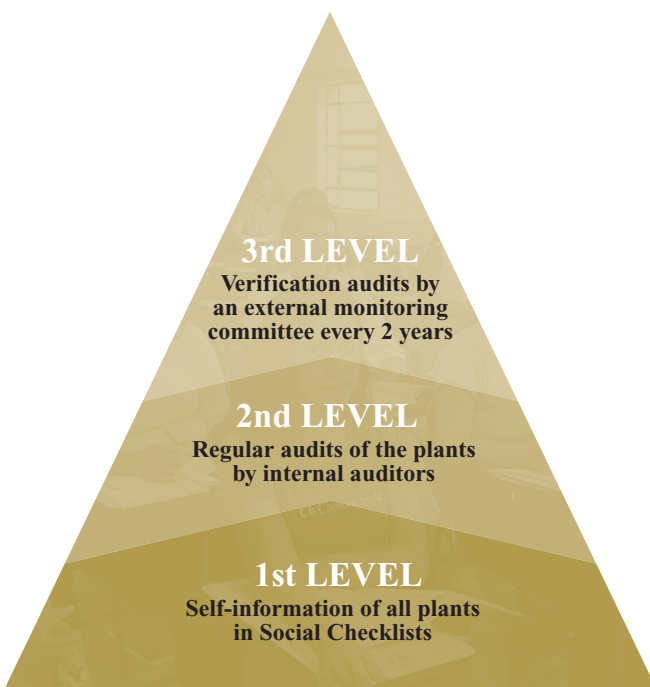 3rd LEVEL
Verification audits by
an external monitoring
committee every 2 years
2nd LEVEL
Regular audits of the plants
by internal auditors
1st LEVEL
Self-information of all plants
in Social Checklists